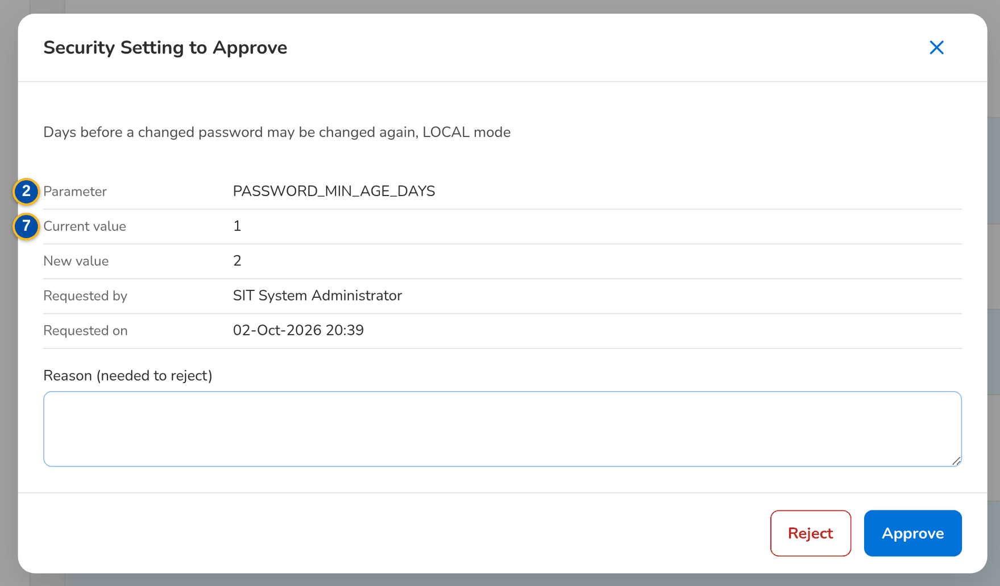 Security Setting to Approve
Days before a changed password may be changed again, LOCAL mode
2 Parameter PASSWORD_MIN_AGE_DAYS
7 Current value 1
New value 2
Requested by SIT System Administrator
Requested on 02-Oct-2026 20:39
Reason (needed to reject)
Reject Approve